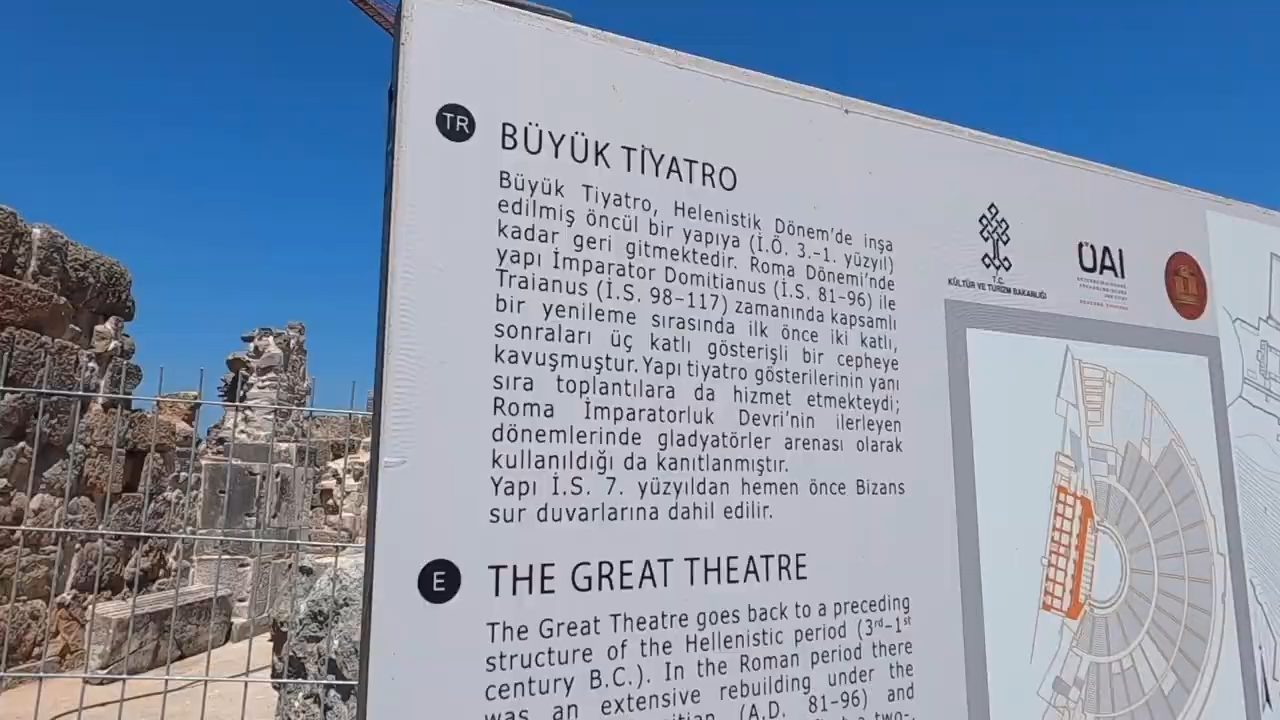 TR
BÜYÜK TİYATRO
Büyük Tiyatro, Helenistik Dönem’de inşa
edilmiş öncül bir yapıya (İ.Ö. 3.–1. yüzyıl)
kadar geri gitmektedir. Roma Dönemi’nde
yapı İmparator Domitianus (İ.S. 81–96) ile
Traianus (İ.S. 98–117) zamanında kapsamlı
bir yenileme sırasında ilk önce iki katlı,
sonraları üç katlı gösterişli bir cepheye
kavuşmuştur. Yapı tiyatro gösterilerinin yanı
sıra toplantılara da hizmet etmekteydi;
Roma İmparatorluk Devri’nin ilerleyen
dönemlerinde gladyatörler arenası olarak
kullanıldığı da kanıtlanmıştır.
Yapı İ.S. 7. yüzyıldan hemen önce Bizans
sur duvarlarına dahil edilir.
E
THE GREAT THEATRE
The Great Theatre goes back to a preceding
structure of the Hellenistic period (3rd–1st
century B.C.). In the Roman period there
was an extensive rebuilding under the
(A.D. 81–96) and
T.C.
KÜLTÜR VE TURİZM BAKANLIĞI
ÖAI